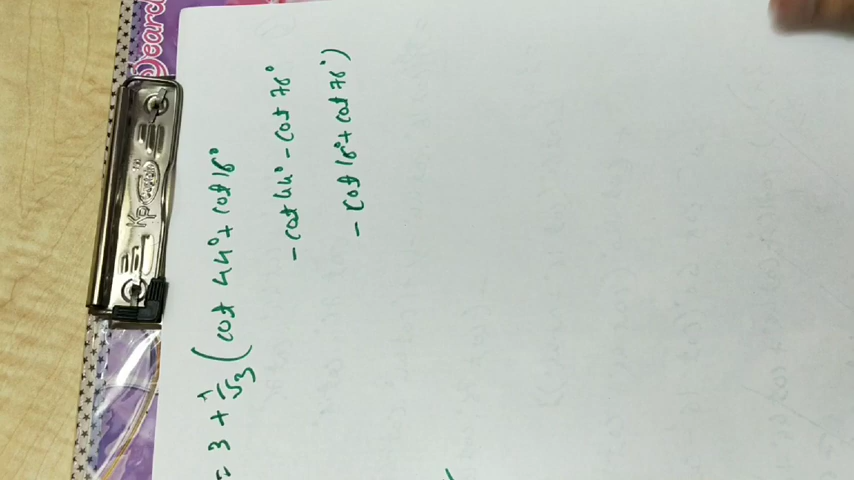 = 3 + 1/√3 (cot 44° + cot 16°
- cot 44° - cot 76°
- cot 16° + cot 76°)